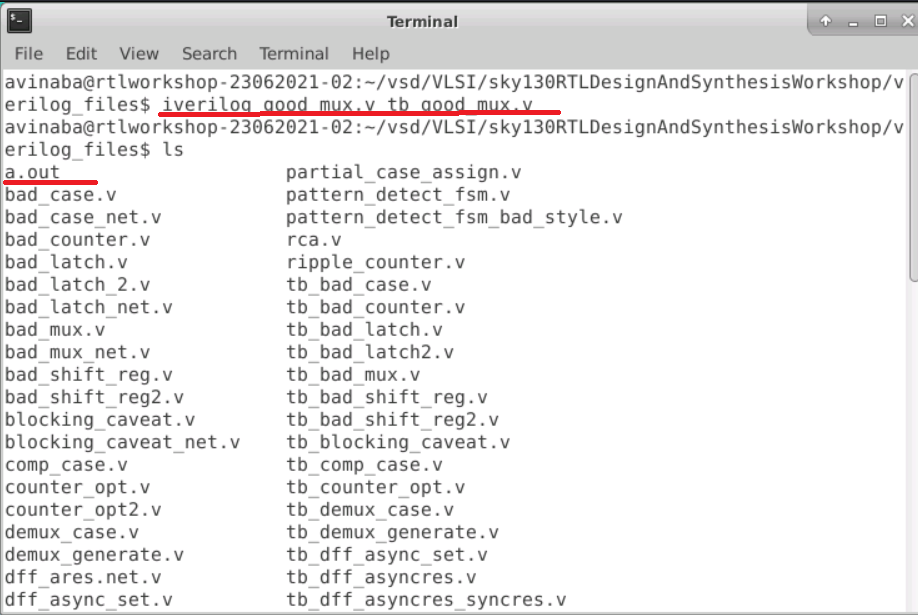 Terminal
File Edit View Search Terminal Help
avinaba@rtlworkshop-23062021-02:~/vsd/VLSI/sky130RTLDesignAndSynthesisWorkshop/v
erilog_files$ iverilog good_mux.v tb_good_mux.v
avinaba@rtlworkshop-23062021-02:~/vsd/VLSI/sky130RTLDesignAndSynthesisWorkshop/v
erilog_files$ ls
a.out partial_case_assign.v
bad_case.v pattern_detect_fsm.v
bad_case_net.v pattern_detect_fsm_bad_style.v
bad_counter.v rca.v
bad_latch.v ripple_counter.v
bad_latch_2.v tb_bad_case.v
bad_latch_net.v tb_bad_counter.v
bad_mux.v tb_bad_latch.v
bad_mux_net.v tb_bad_latch2.v
bad_shift_reg.v tb_bad_mux.v
bad_shift_reg2.v tb_bad_shift_reg.v
blocking_caveat.v tb_bad_shift_reg2.v
blocking_caveat_net.v tb_blocking_caveat.v
comp_case.v tb_comp_case.v
counter_opt.v tb_counter_opt.v
counter_opt2.v tb_demux_case.v
demux_case.v tb_demux_generate.v
demux_generate.v tb_dff_async_set.v
dff_ares.net.v tb_dff_asyncres.v
dff_async_set.v tb_dff_asyncres_syncres.v